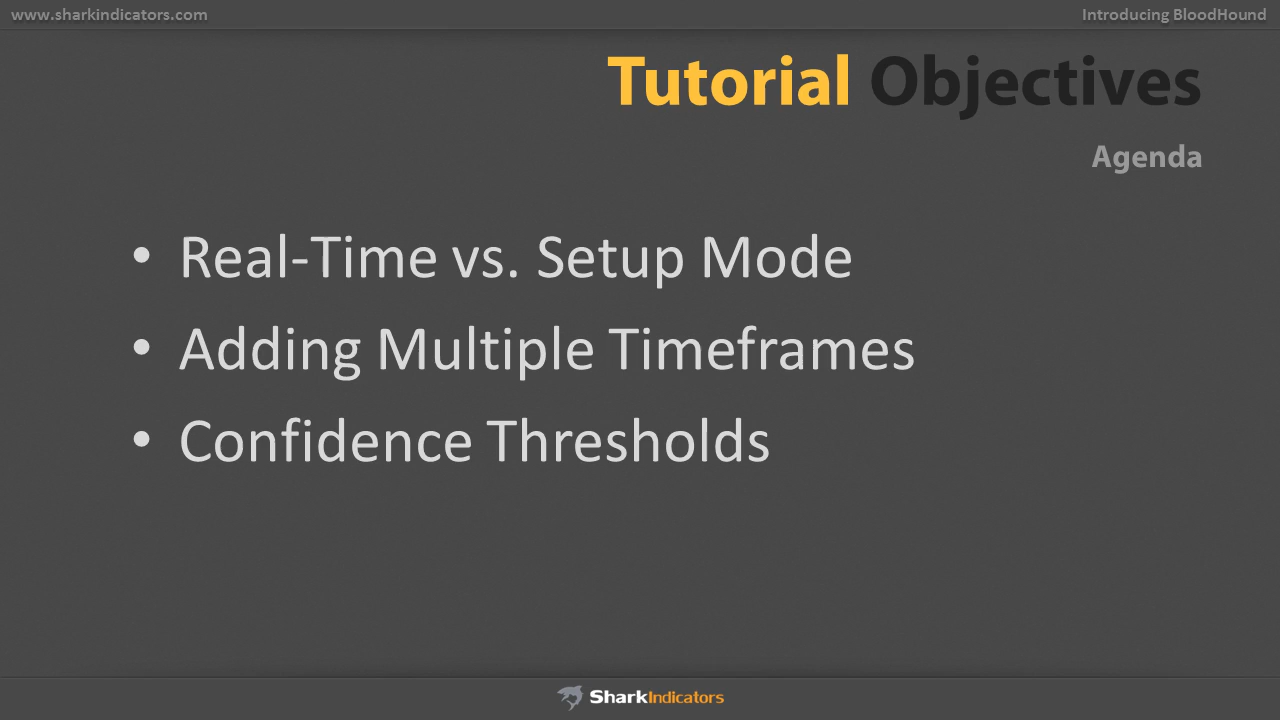 www.sharkindicators.com
Introducing BloodHound
Tutorial Objectives
Agenda
• Real-Time vs. Setup Mode
• Adding Multiple Timeframes
• Confidence Thresholds
SharkIndicators